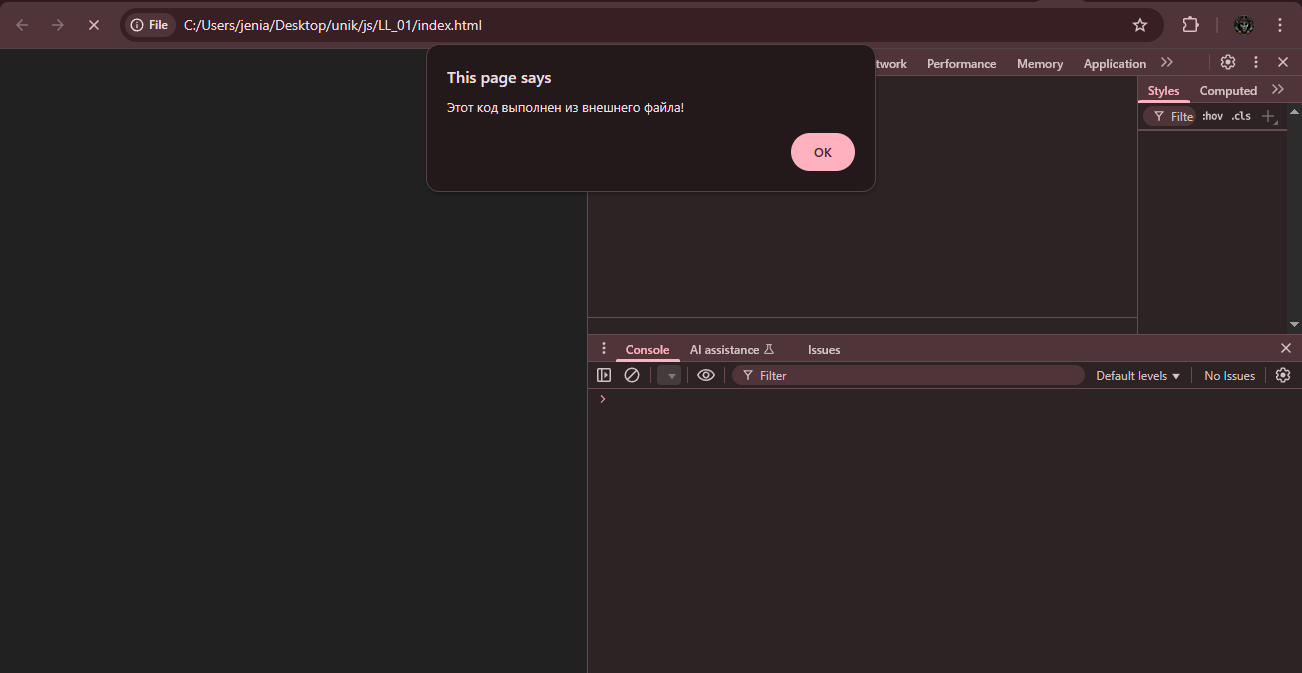 File C:/Users/jenia/Desktop/unik/js/LL_01/index.html
This page says
Этот код выполнен из внешнего файла!
OK
twork Performance Memory Application
Styles Computed
Filte :hov .cls
Console AI assistance Issues
Filter Default levels No Issues